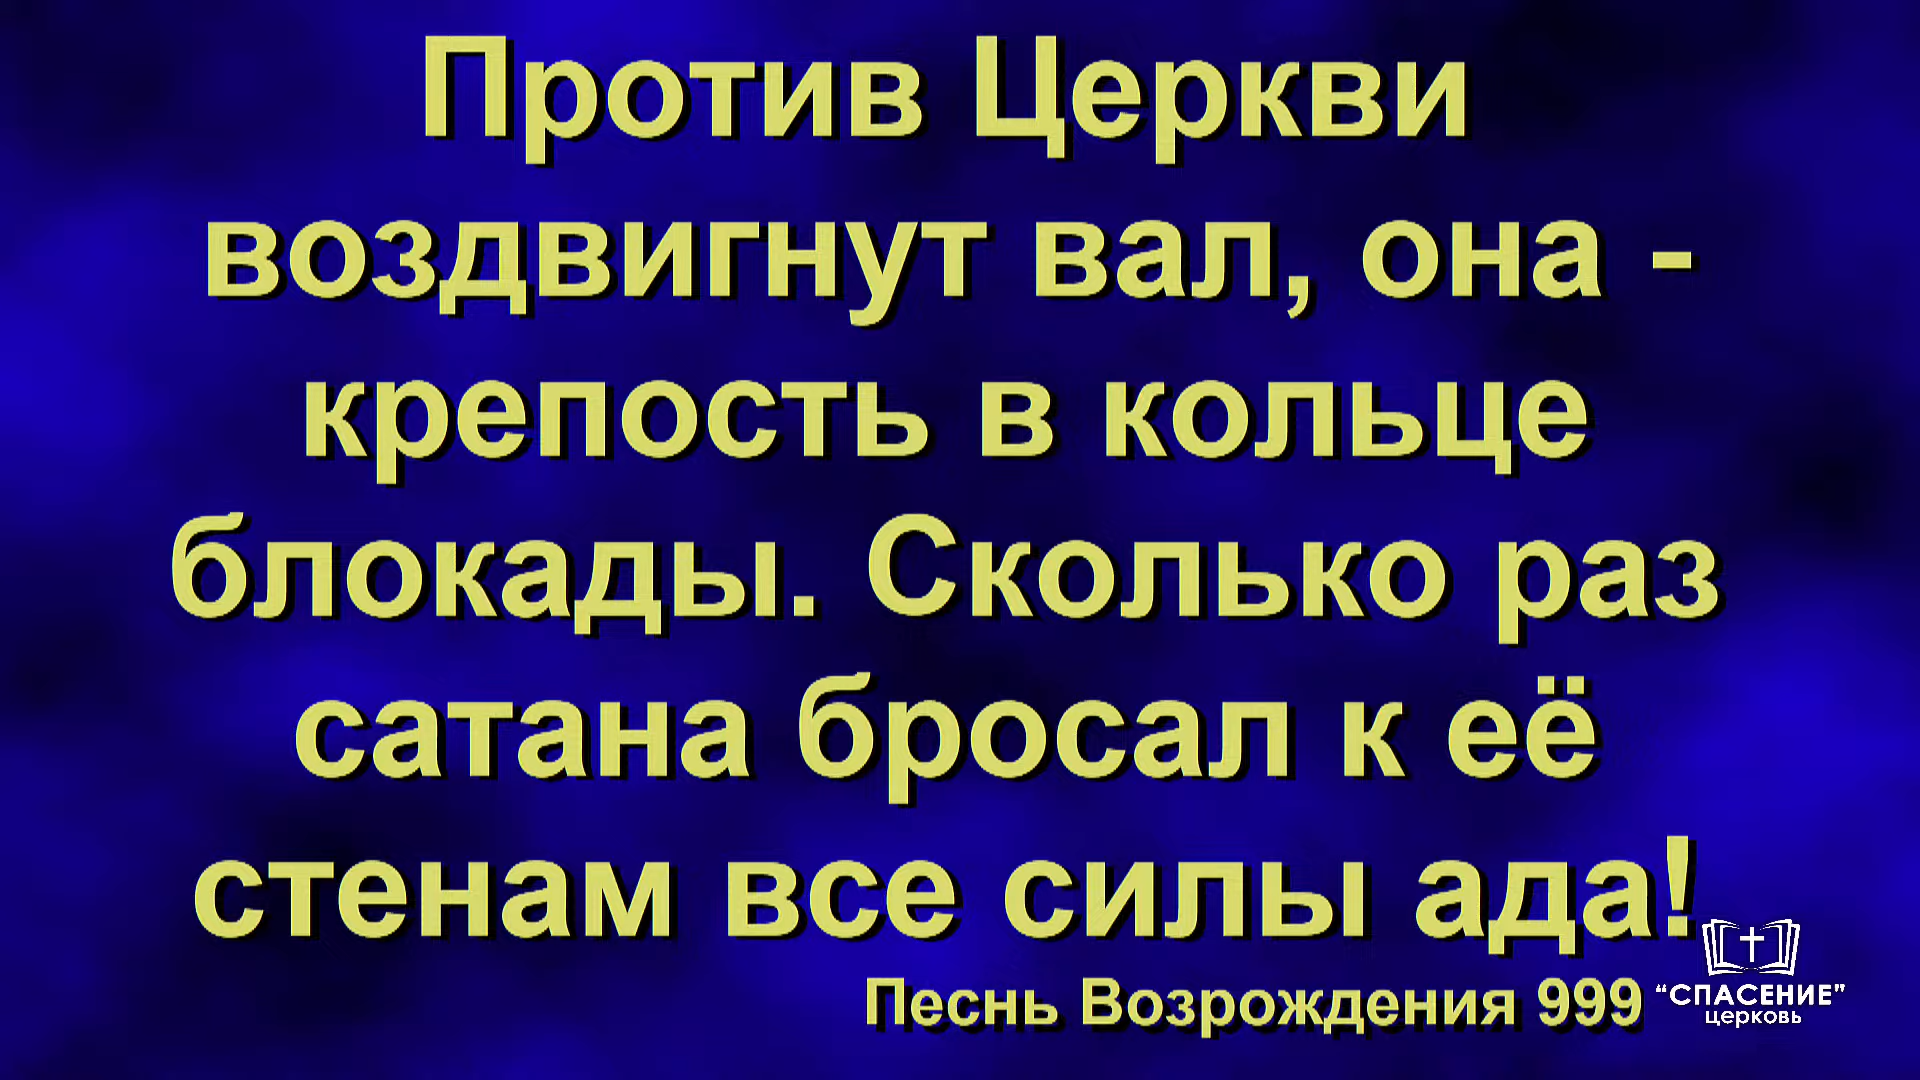 Против Церкви
воздвигнут вал, она -
крепость в кольце
блокады. Сколько раз
сатана бросал к её
стенам все силы ада!
Песнь Возрождения 999
“СПАСЕНИЕ”
церковь